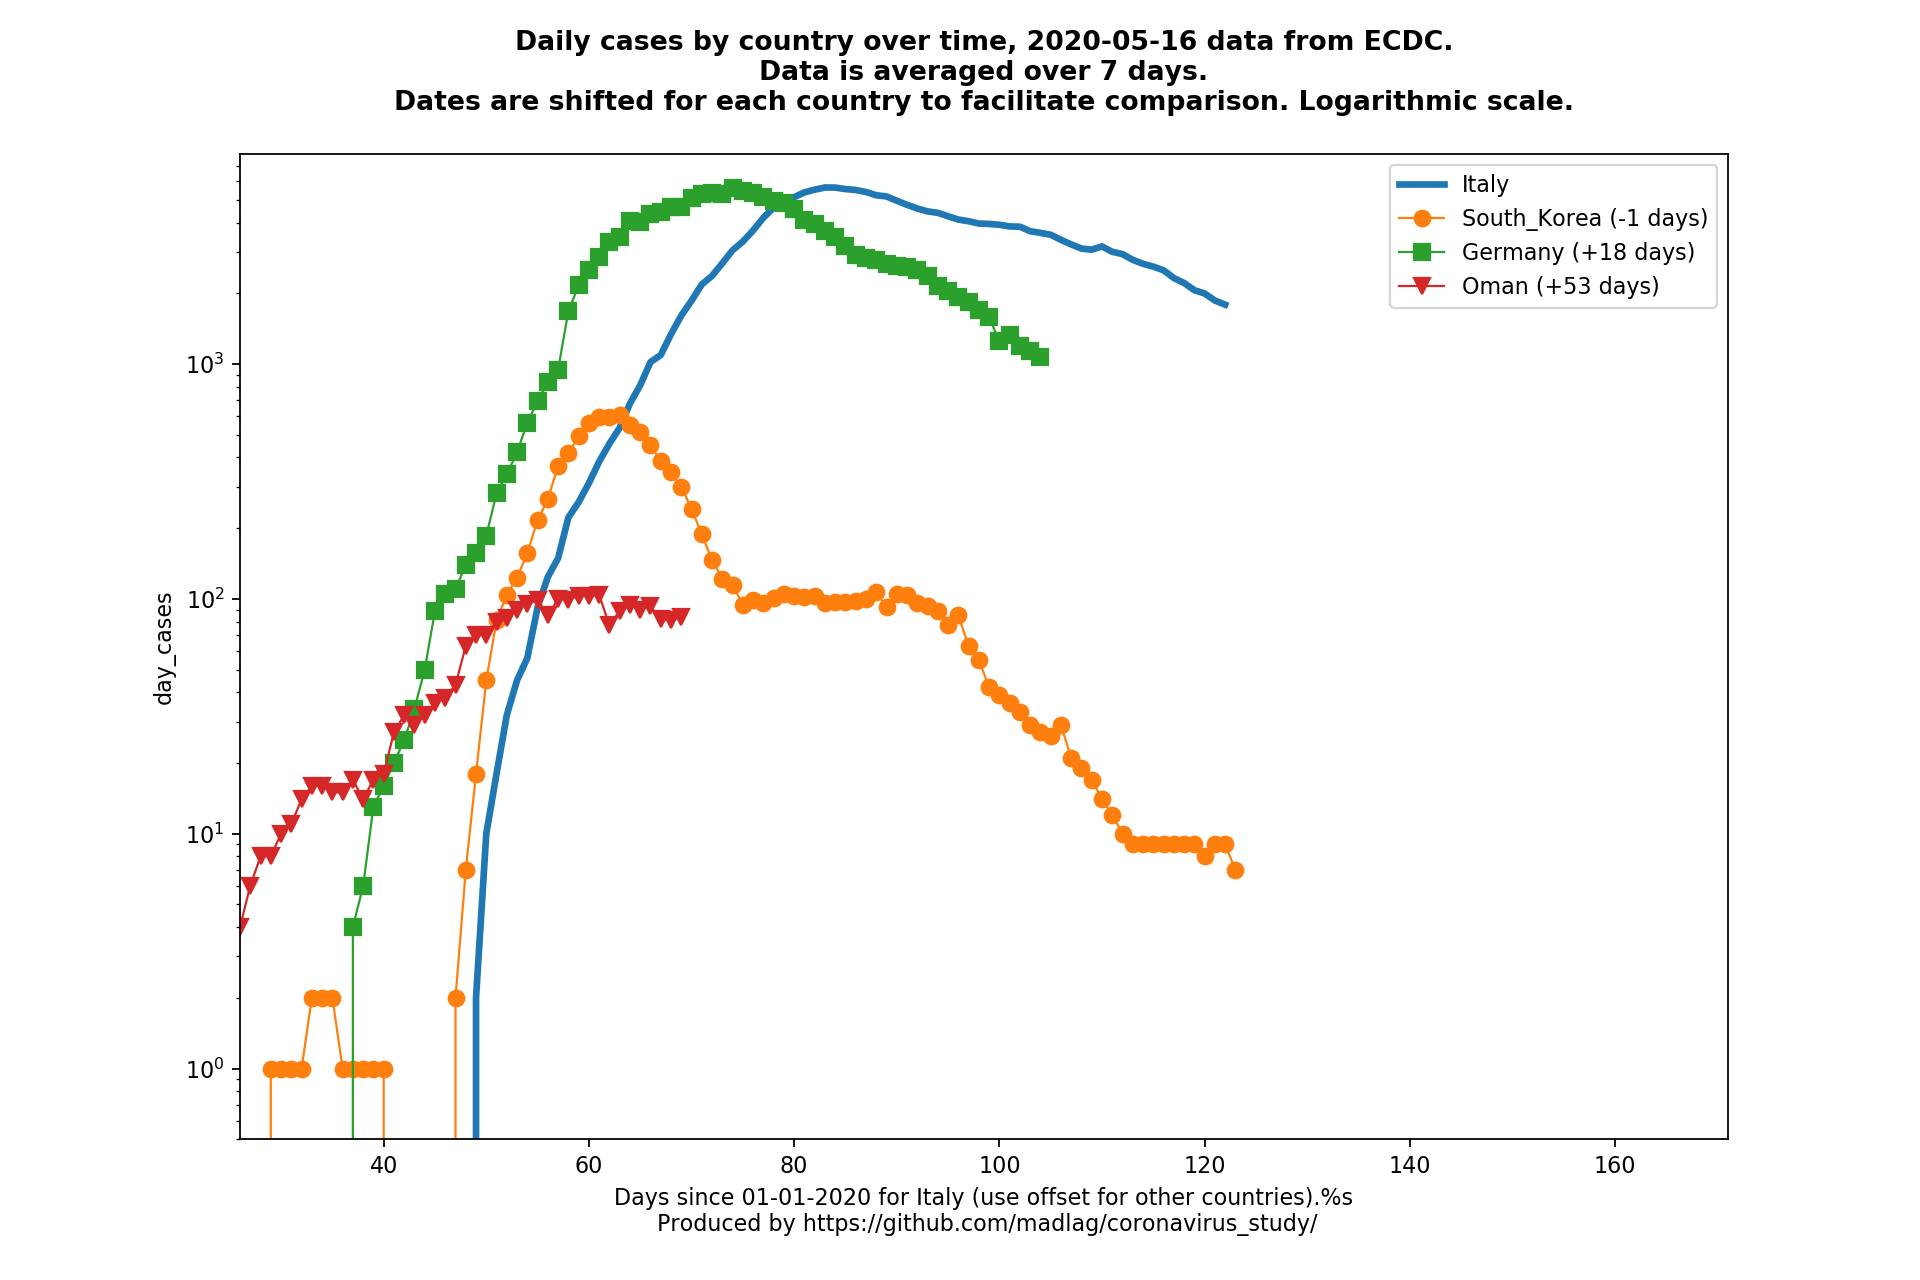 Daily cases by country over time, 2020-05-16 data from ECDC.
Data is averaged over 7 days.
Dates are shifted for each country to facilitate comparison. Logarithmic scale.
Italy
South_Korea (-1 days)
Germany (+18 days)
Oman (+53 days)
day_cases
10³
10²
10¹
10⁰
40 60 80 100 120 140 160
Days since 01-01-2020 for Italy (use offset for other countries).%s
Produced by https://github.com/madlag/coronavirus_study/